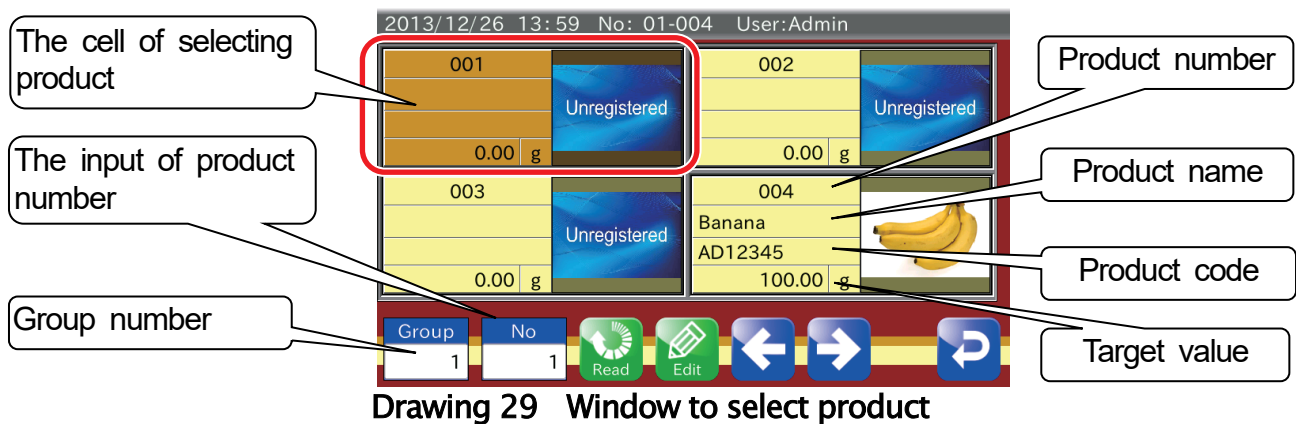 2013/12/26 13:59 No: 01-004 User:Admin
The cell of selecting
product
The input of product
number
Group number
001
Unregistered
0.00 g
002
Unregistered
0.00 g
003
Unregistered
0.00 g
004
Banana
AD12345
100.00 g
Product number
Product name
Product code
Target value
Group
1
No
1
Read
Edit
Drawing 29 Window to select product